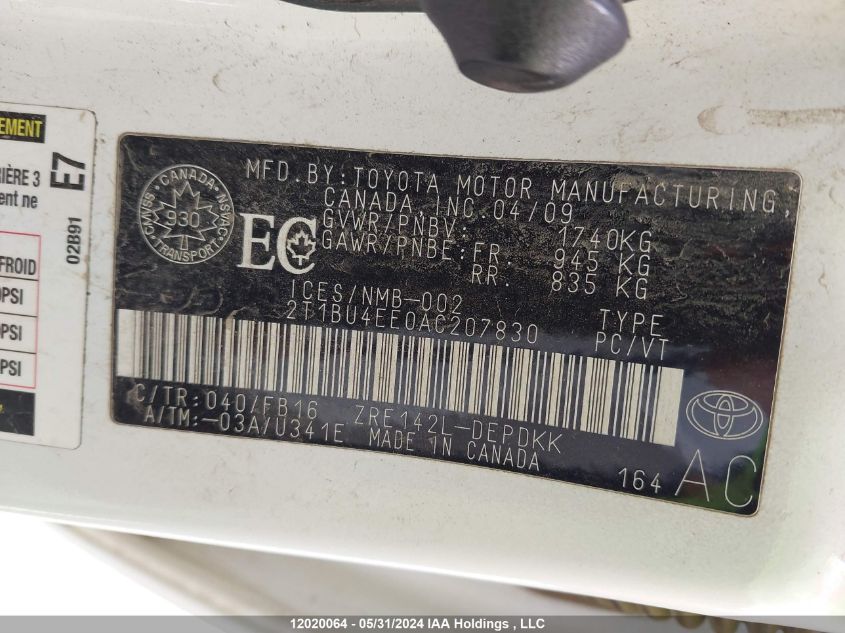 EMENT
IÈRE 3
ent ne
E7
02B91
FROID
PSI
PSI
PSI
CANADA
930
TRANSPORT
EC
MFD.BY:TOYOTA MOTOR MANUFACTURING,
CANADA, INC.04/09
GVWR/PNBV: 1740KG
GAWR/PNBE:FR: 945 KG
RR: 835 KG
ICES/NMB-002
2T1BU4EE0AC207830
TYPE
PC/VT
C/TR:040/FB16 ZRE142L-DEPDKK
A/TM:-03A/U341E MADE IN CANADA
164
AC
12020064 - 05/31/2024 IAA Holdings , LLC